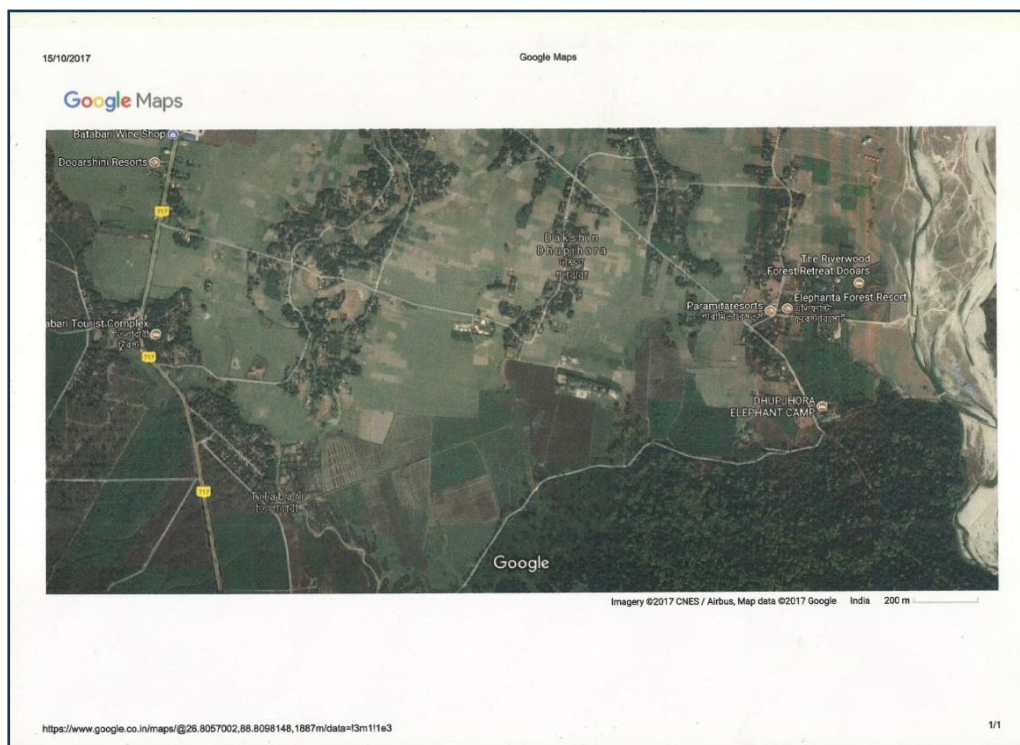 15/10/2017
Google Maps
Google Maps
Batabari Wine Shop
Dooarshini Resorts
717
Dakshin
Dhupjhora
The Riverwood
Forest Retreat Dooars
Elephanta Forest Resort
Paramitaresorts
abari Tourist Complex
717
DHUPJHORA
ELEPHANT CAMP
717
Tilabari
Google
Imagery ©2017 CNES / Airbus, Map data ©2017 Google India 200 m
https://www.google.co.in/maps/@26.8057002,88.8098148,1887m/data=!3m1!1e3
1/1